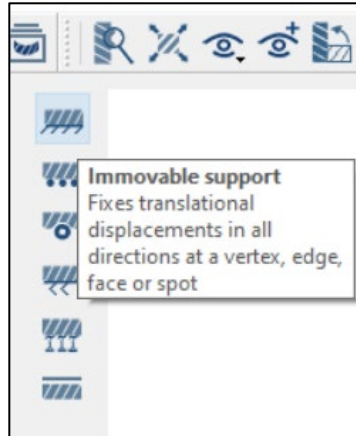 Immovable support
Fixes translational
displacements in all
directions at a vertex, edge,
face or spot